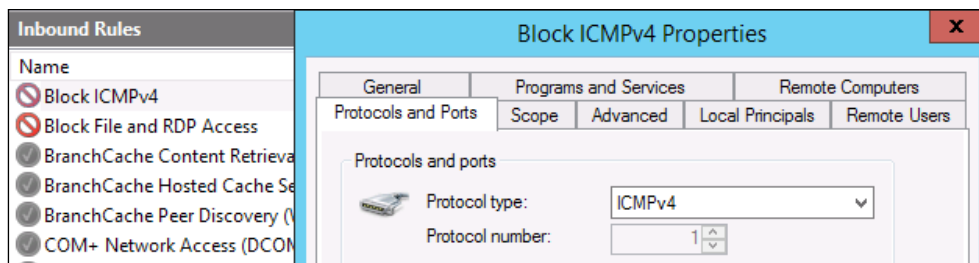 Inbound Rules
Name
Block ICMPv4
Block File and RDP Access
BranchCache Content Retrieva
BranchCache Hosted Cache Se
BranchCache Peer Discovery (
COM+ Network Access (DCOM
Block ICMPv4 Properties
x
General
Programs and Services
Remote Computers
Protocols and Ports
Scope
Advanced
Local Principals
Remote Users
Protocols and ports
Protocol type:
ICMPv4
Protocol number:
1